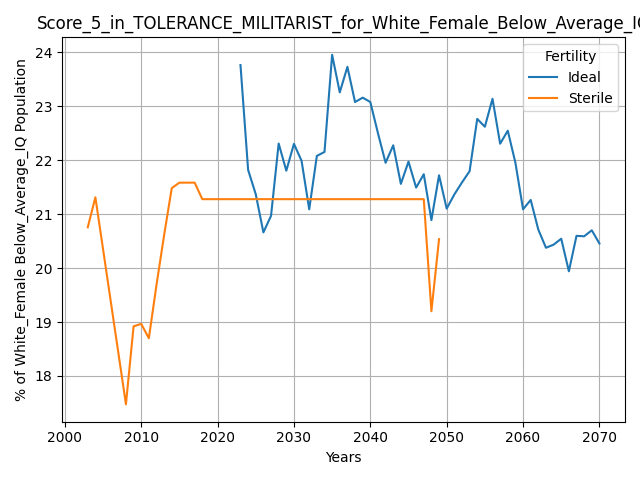 Score_5_in_TOLERANCE_MILITARIST_for_White_Female_Below_Average_IQ
% of White_Female Below_Average_IQ Population
24
23
22
21
20
19
18
Fertility
Ideal
Sterile
2000 2010 2020 2030 2040 2050 2060 2070
Years